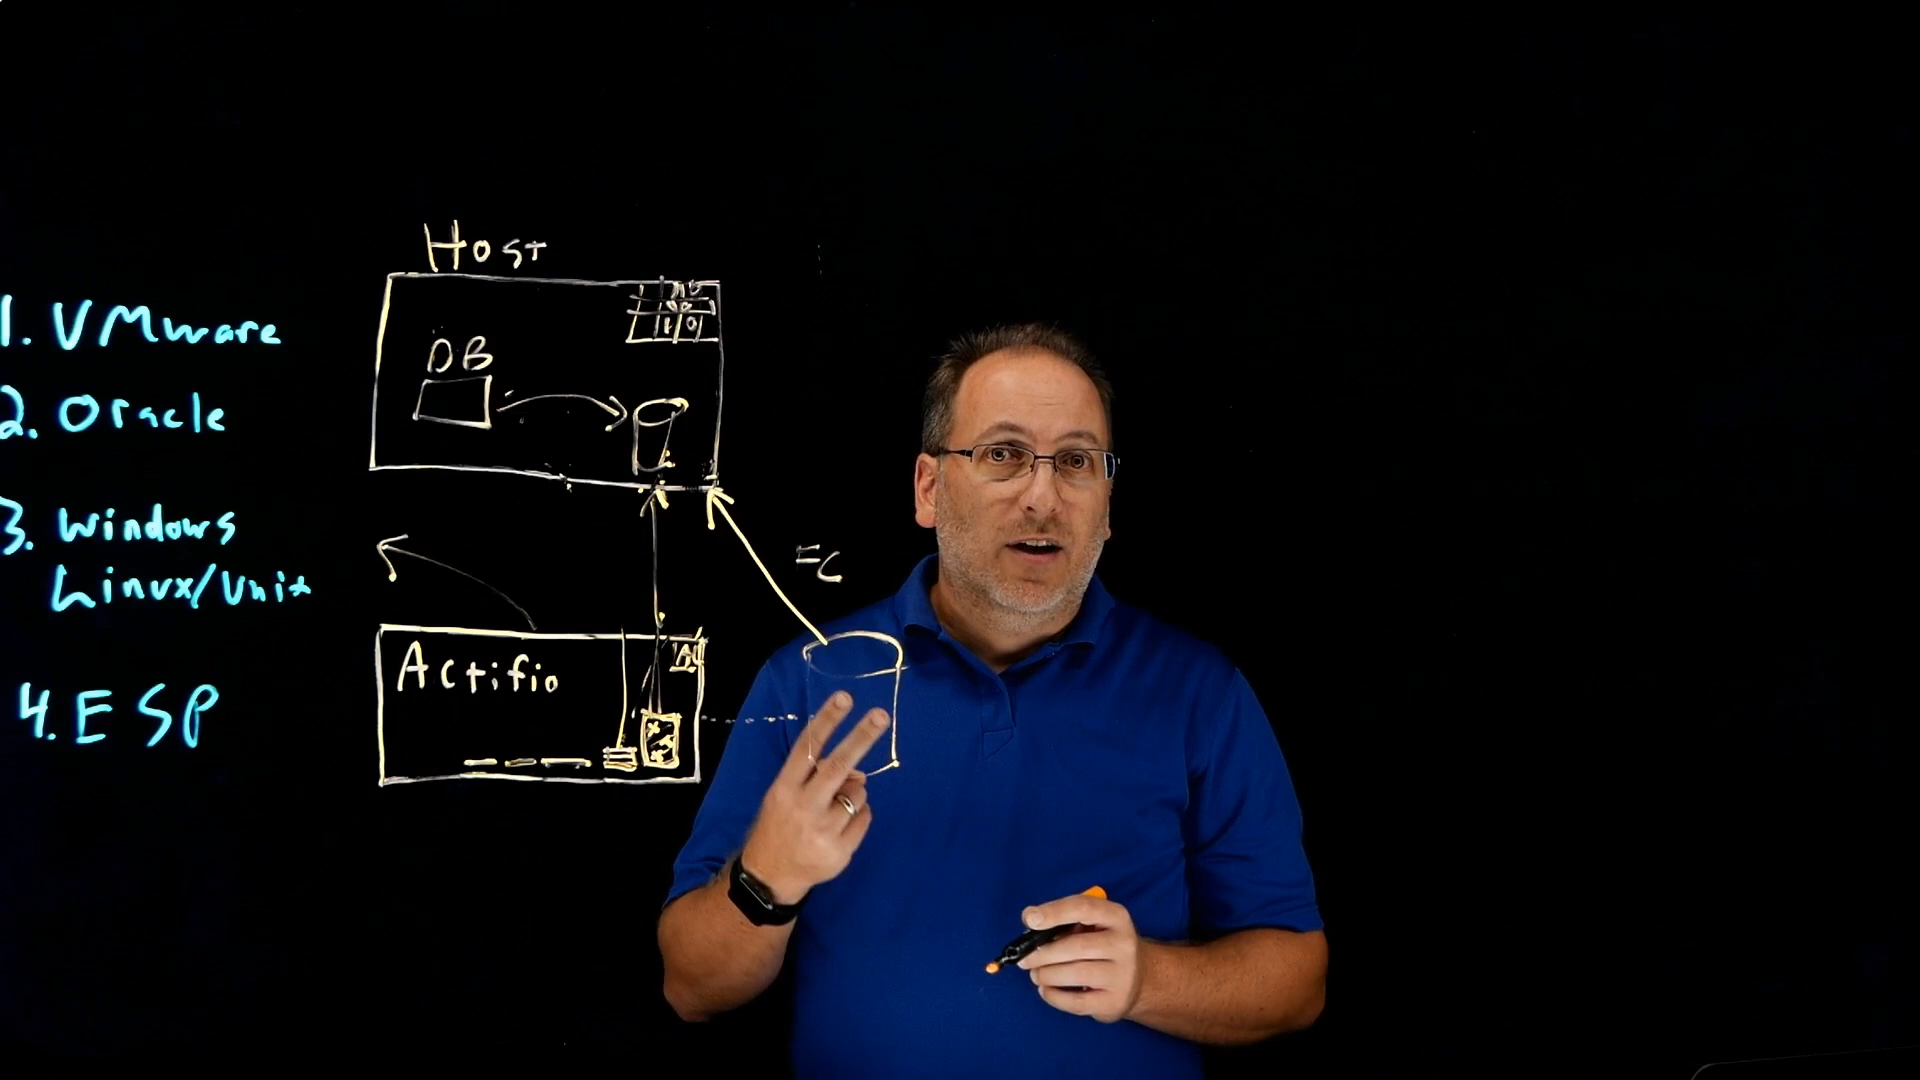 Host
1. VMware
DB
2. Oracle
3. Windows
Linux/Unix
FC
Actifio
4. ESP